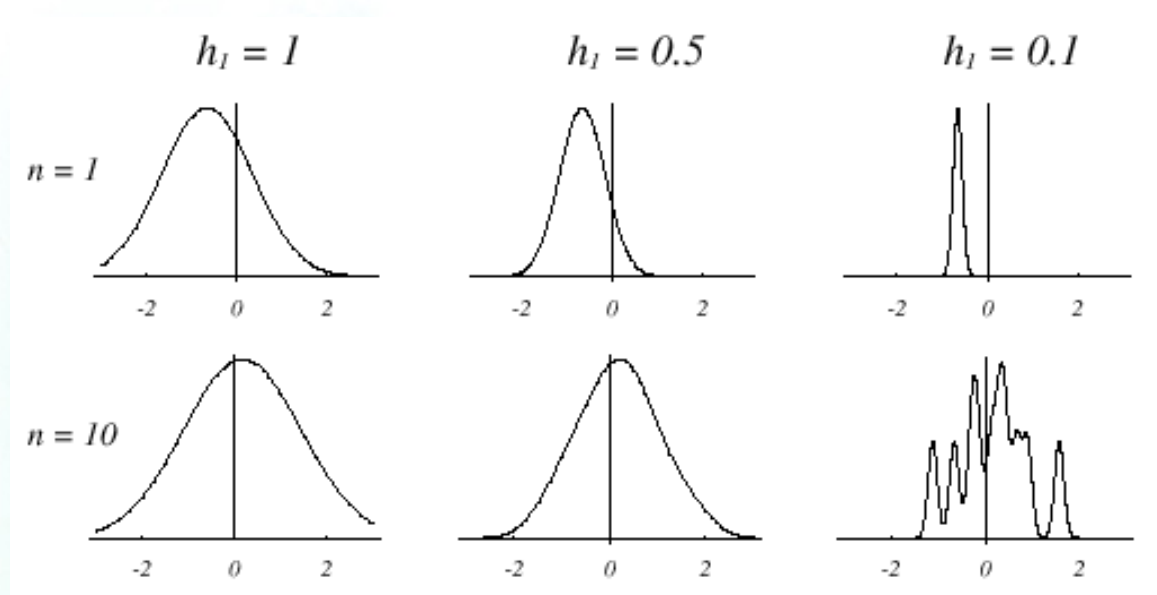 h₁ = 1 h₁ = 0.5 h₁ = 0.1
n = 1
-2 0 2 -2 0 2 -2 0 2
n = 10
-2 0 2 -2 0 2 -2 0 2